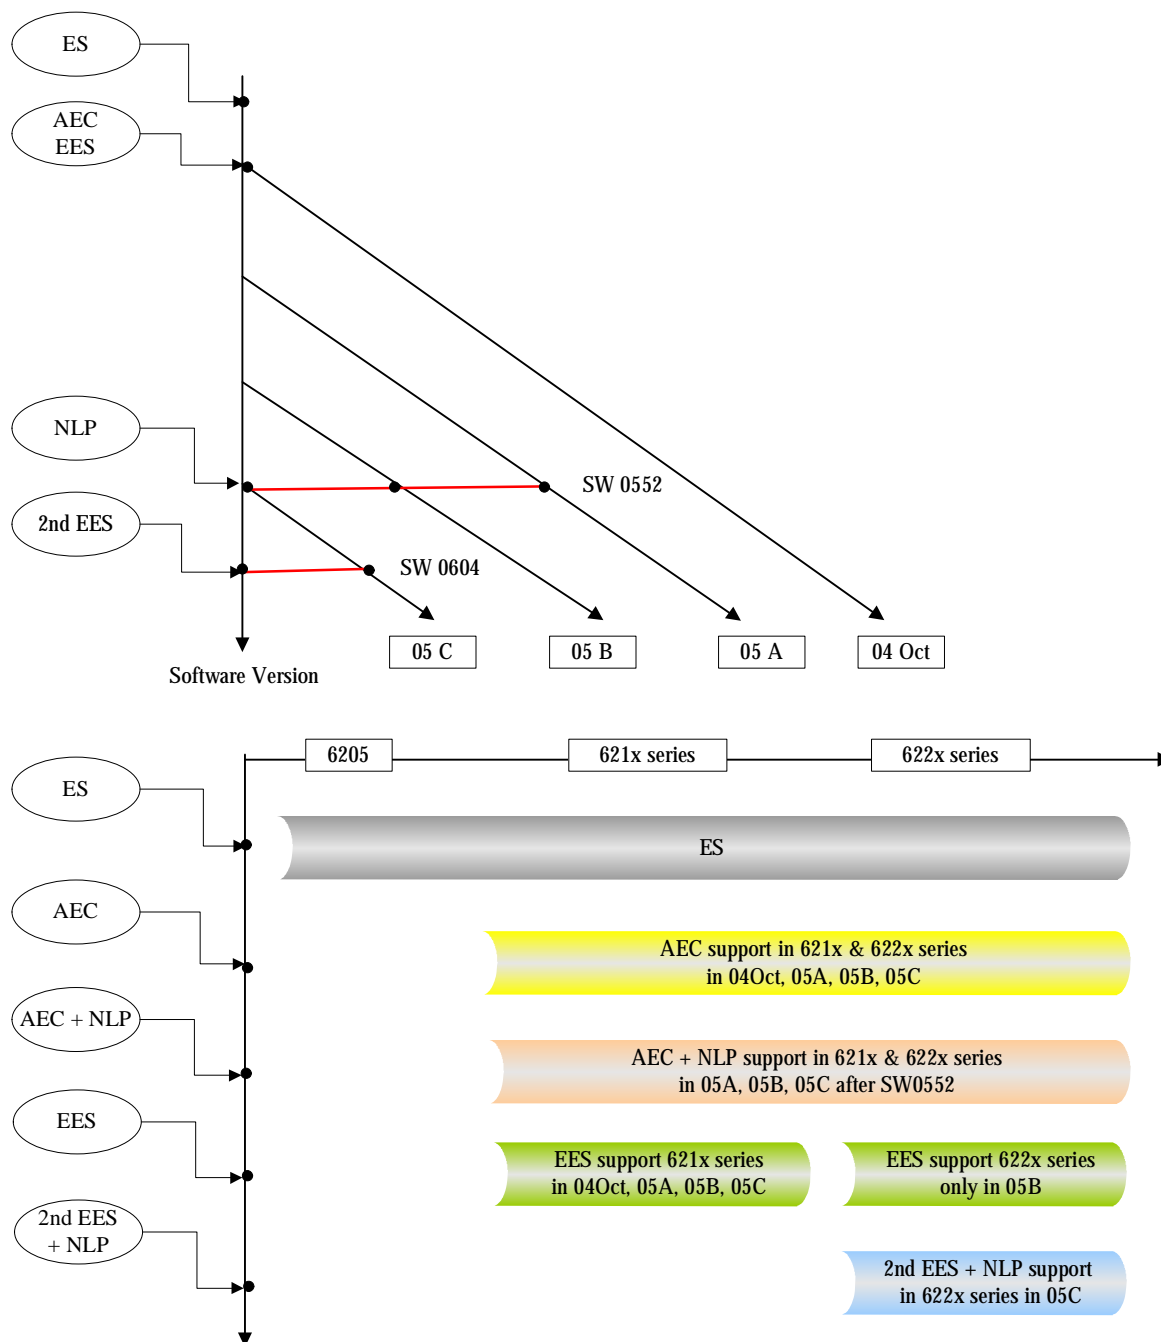 ES
AEC
EES
NLP
SW 0552
2nd EES
SW 0604
05 C
05 B
05 A
04 Oct
Software Version
6205
621x series
622x series
ES
ES
AEC
AEC support in 621x & 622x series
in 04Oct, 05A, 05B, 05C
AEC + NLP
AEC + NLP support in 621x & 622x series
in 05A, 05B, 05C after SW0552
EES
EES support 621x series
in 04Oct, 05A, 05B, 05C
EES support 622x series
only in 05B
2nd EES
+ NLP
2nd EES + NLP support
in 622x series in 05C